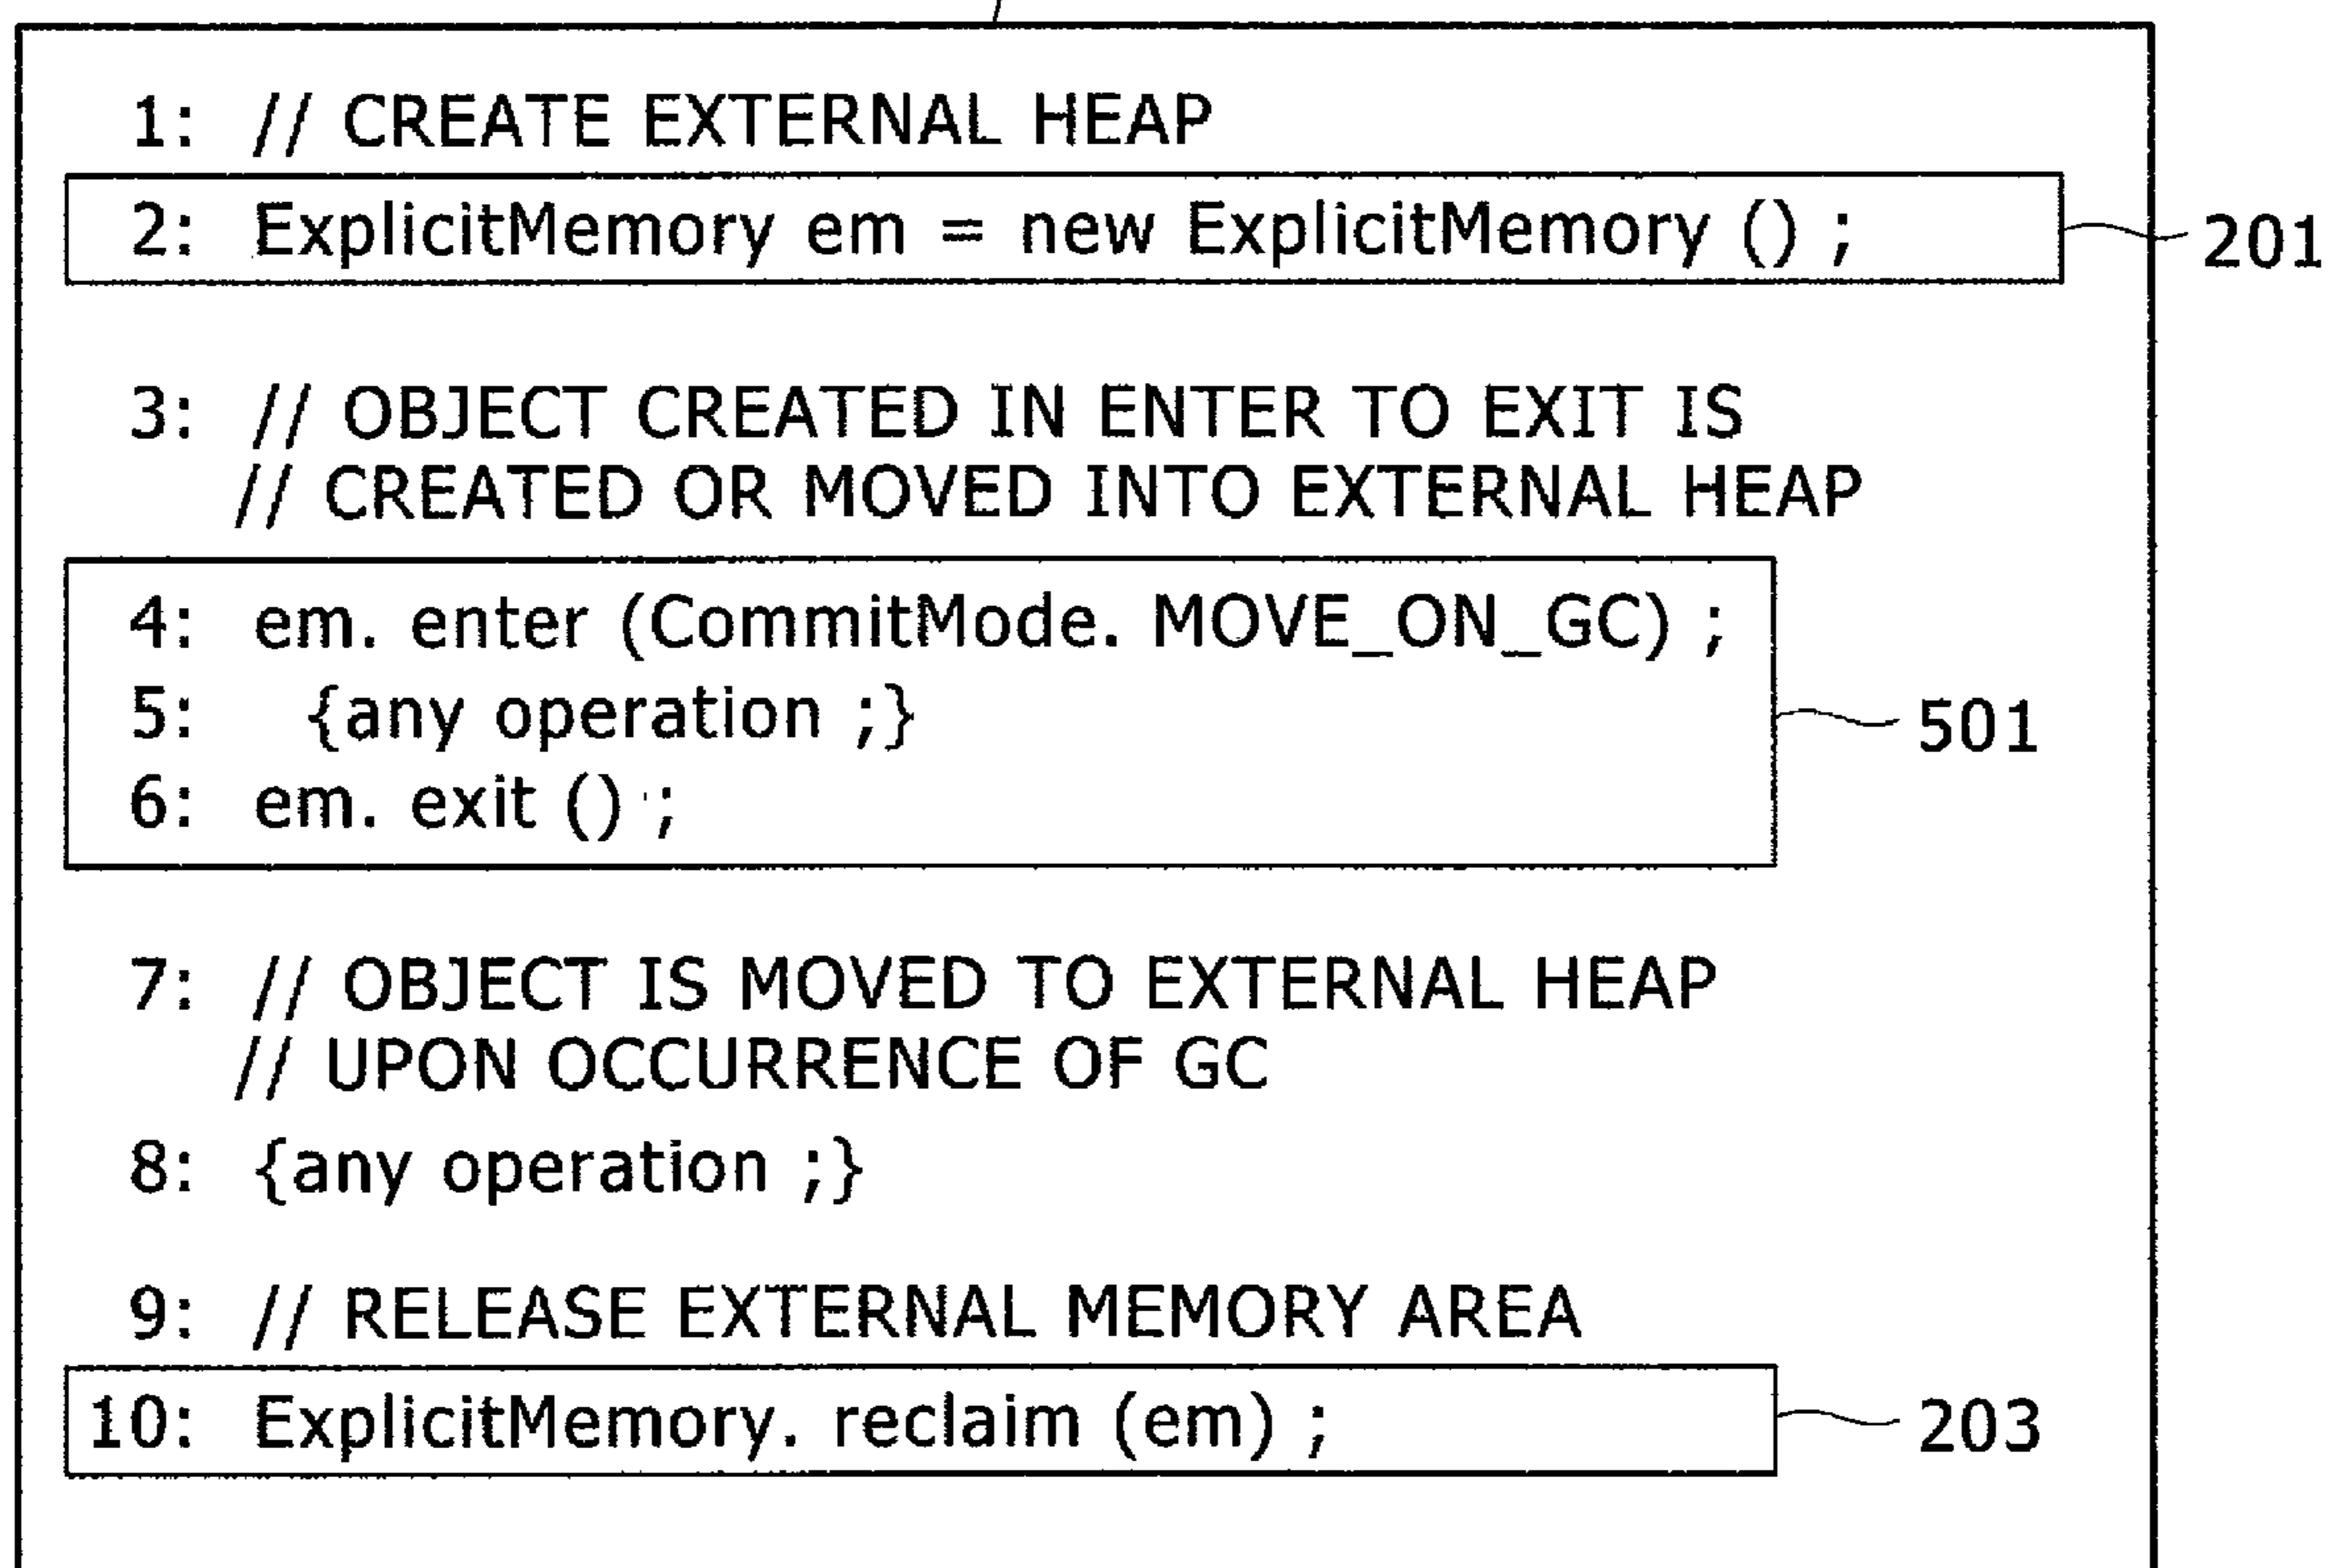 1: // CREATE EXTERNAL HEAP
2: ExplicitMemory em = new ExplicitMemory () ;
201
3: // OBJECT CREATED IN ENTER TO EXIT IS
// CREATED OR MOVED INTO EXTERNAL HEAP
4: em. enter (CommitMode. MOVE_ON_GC) ;
5: {any operation ;}
501
6: em. exit () ;
7: // OBJECT IS MOVED TO EXTERNAL HEAP
// UPON OCCURRENCE OF GC
8: {any operation ;}
9: // RELEASE EXTERNAL MEMORY AREA
10: ExplicitMemory. reclaim (em) ;
203